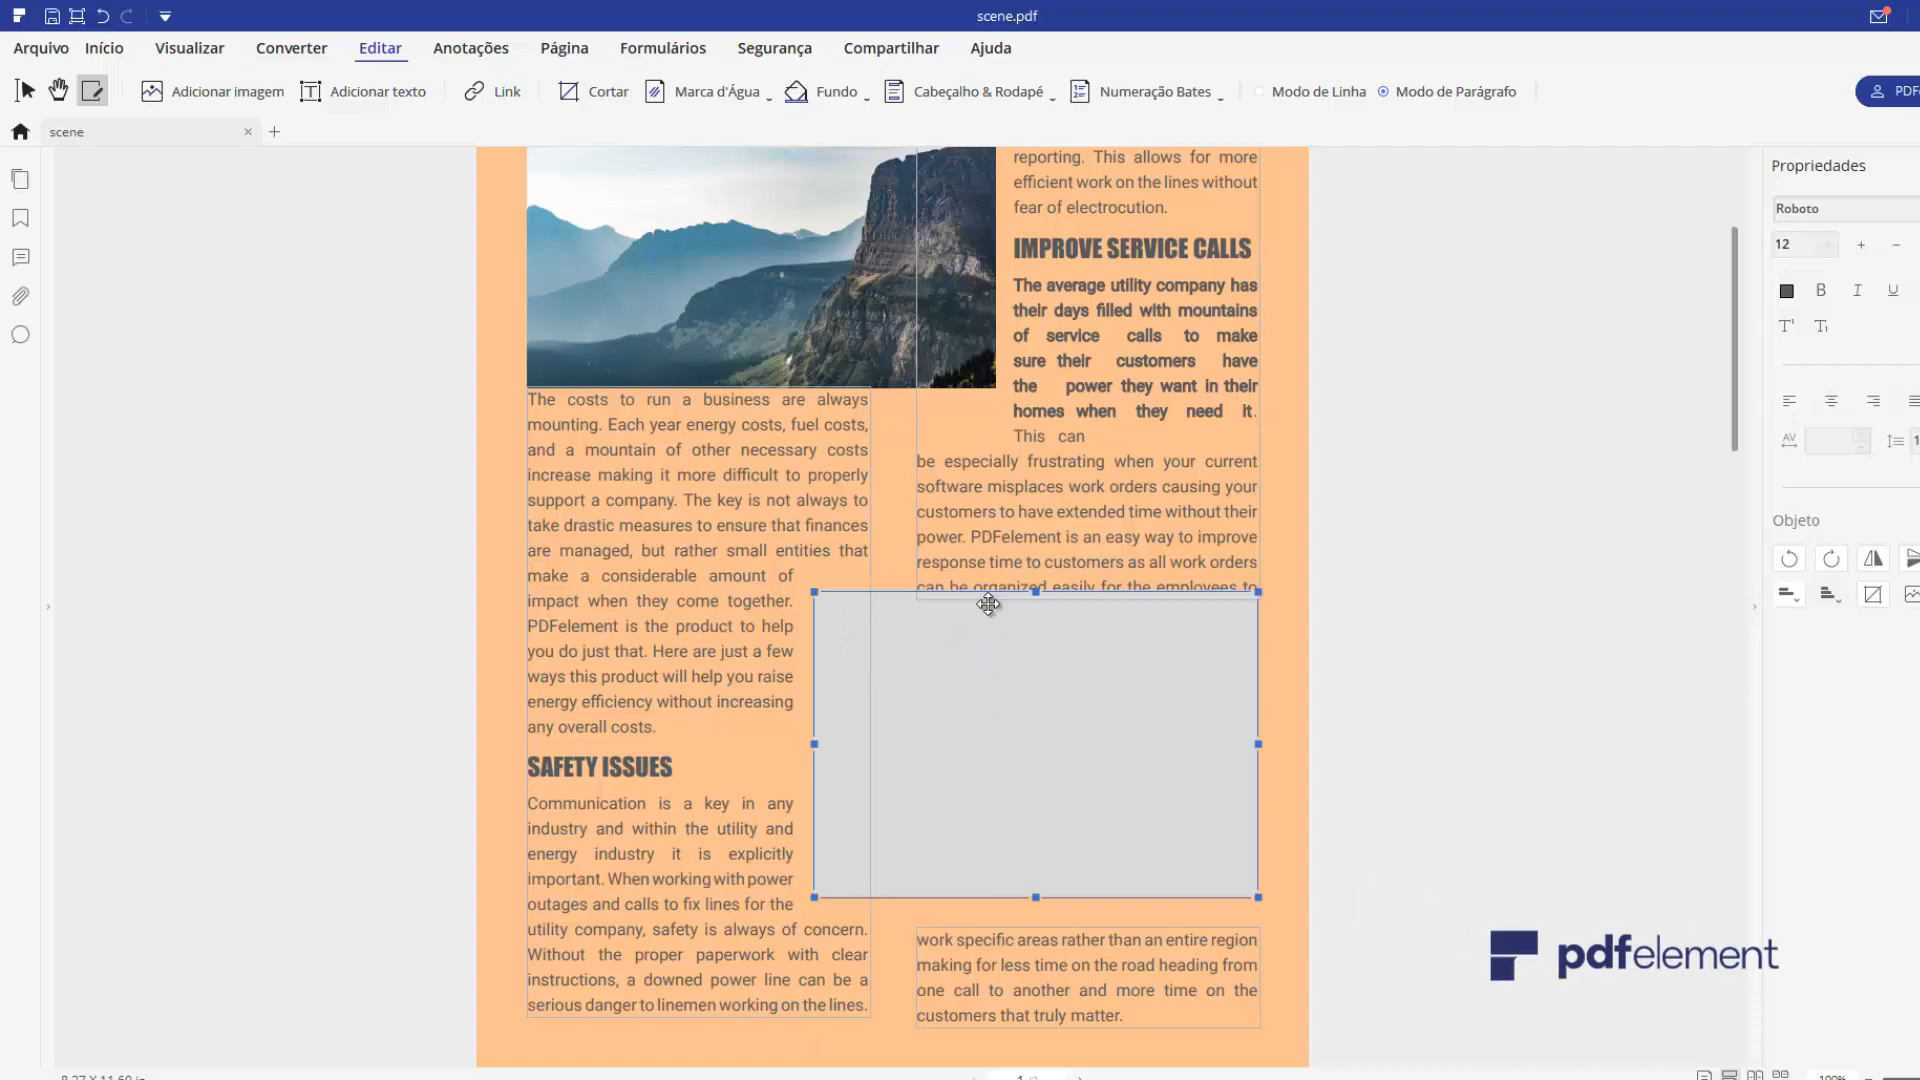 scene.pdf
Arquivo Início Visualizar Converter Editar Anotações Página Formulários Segurança Compartilhar Ajuda
Adicionar imagem Adicionar texto Link Cortar Marca d'Água Fundo Cabeçalho & Rodapé Numeração Bates Modo de Linha Modo de Parágrafo
scene
The costs to run a business are always
mounting. Each year energy costs, fuel costs,
and a mountain of other necessary costs
increase making it more difficult to properly
support a company. The key is not always to
take drastic measures to ensure that finances
are managed, but rather small entities that
make a considerable amount of
impact when they come together.
PDFelement is the product to help
you do just that. Here are just a few
ways this product will help you raise
energy efficiency without increasing
any overall costs.
SAFETY ISSUES
Communication is a key in any
industry and within the utility and
energy industry it is explicitly
important. When working with power
outages and calls to fix lines for the
utility company, safety is always of concern.
Without the proper paperwork with clear
instructions, a downed power line can be a
serious danger to linemen working on the lines.
reporting. This allows for more
efficient work on the lines without
fear of electrocution.
IMPROVE SERVICE CALLS
The average utility company has
their days filled with mountains
of service calls to make
sure their customers have
the power they want in their
homes when they need it.
This can
be especially frustrating when your current
software misplaces work orders causing your
customers to have extended time without their
power. PDFelement is an easy way to improve
response time to customers as all work orders
can be organized easily for the employees to
work specific areas rather than an entire region
making for less time on the road heading from
one call to another and more time on the
customers that truly matter.
Propriedades
Roboto
12
Objeto
pdfelement